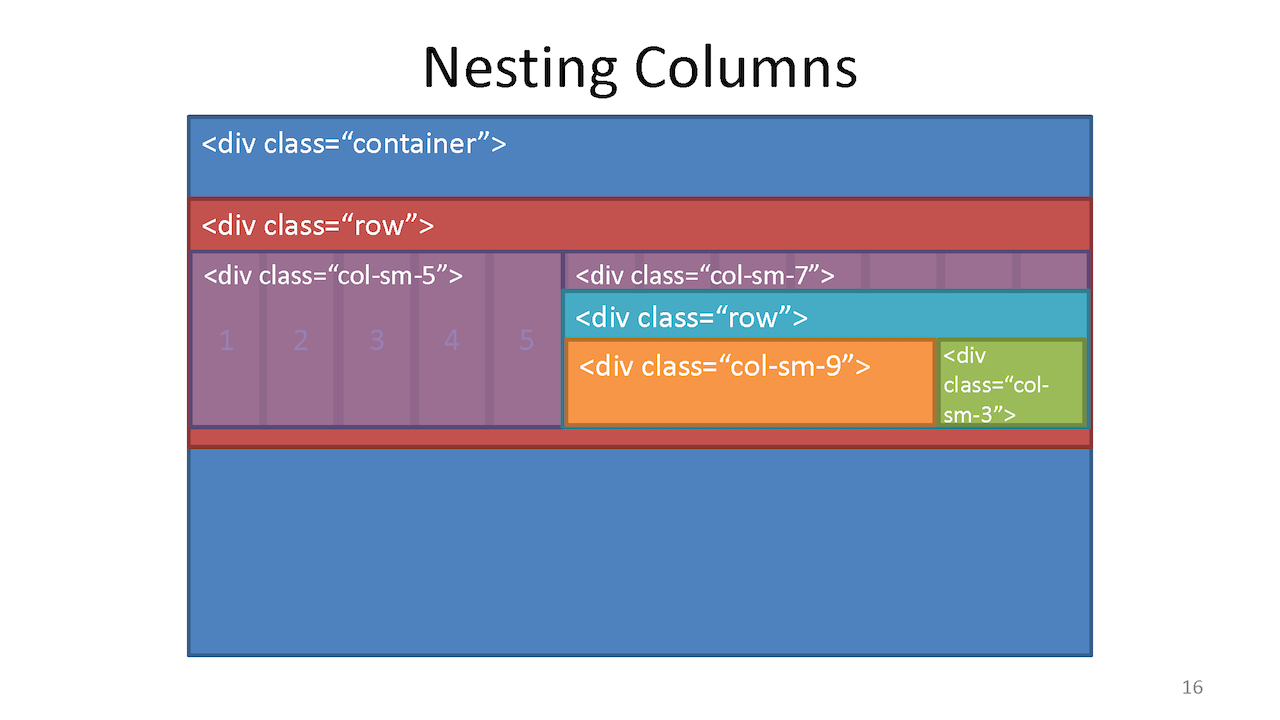 Nesting Columns
<div class=“container”>
<div class=“row”>
<div class=“col-sm-5”>
<div class=“col-sm-7”>
1 2 3 4 5
<div class=“row”>
<div class=“col-sm-9”>
<div
class=“col-
sm-3”>
16